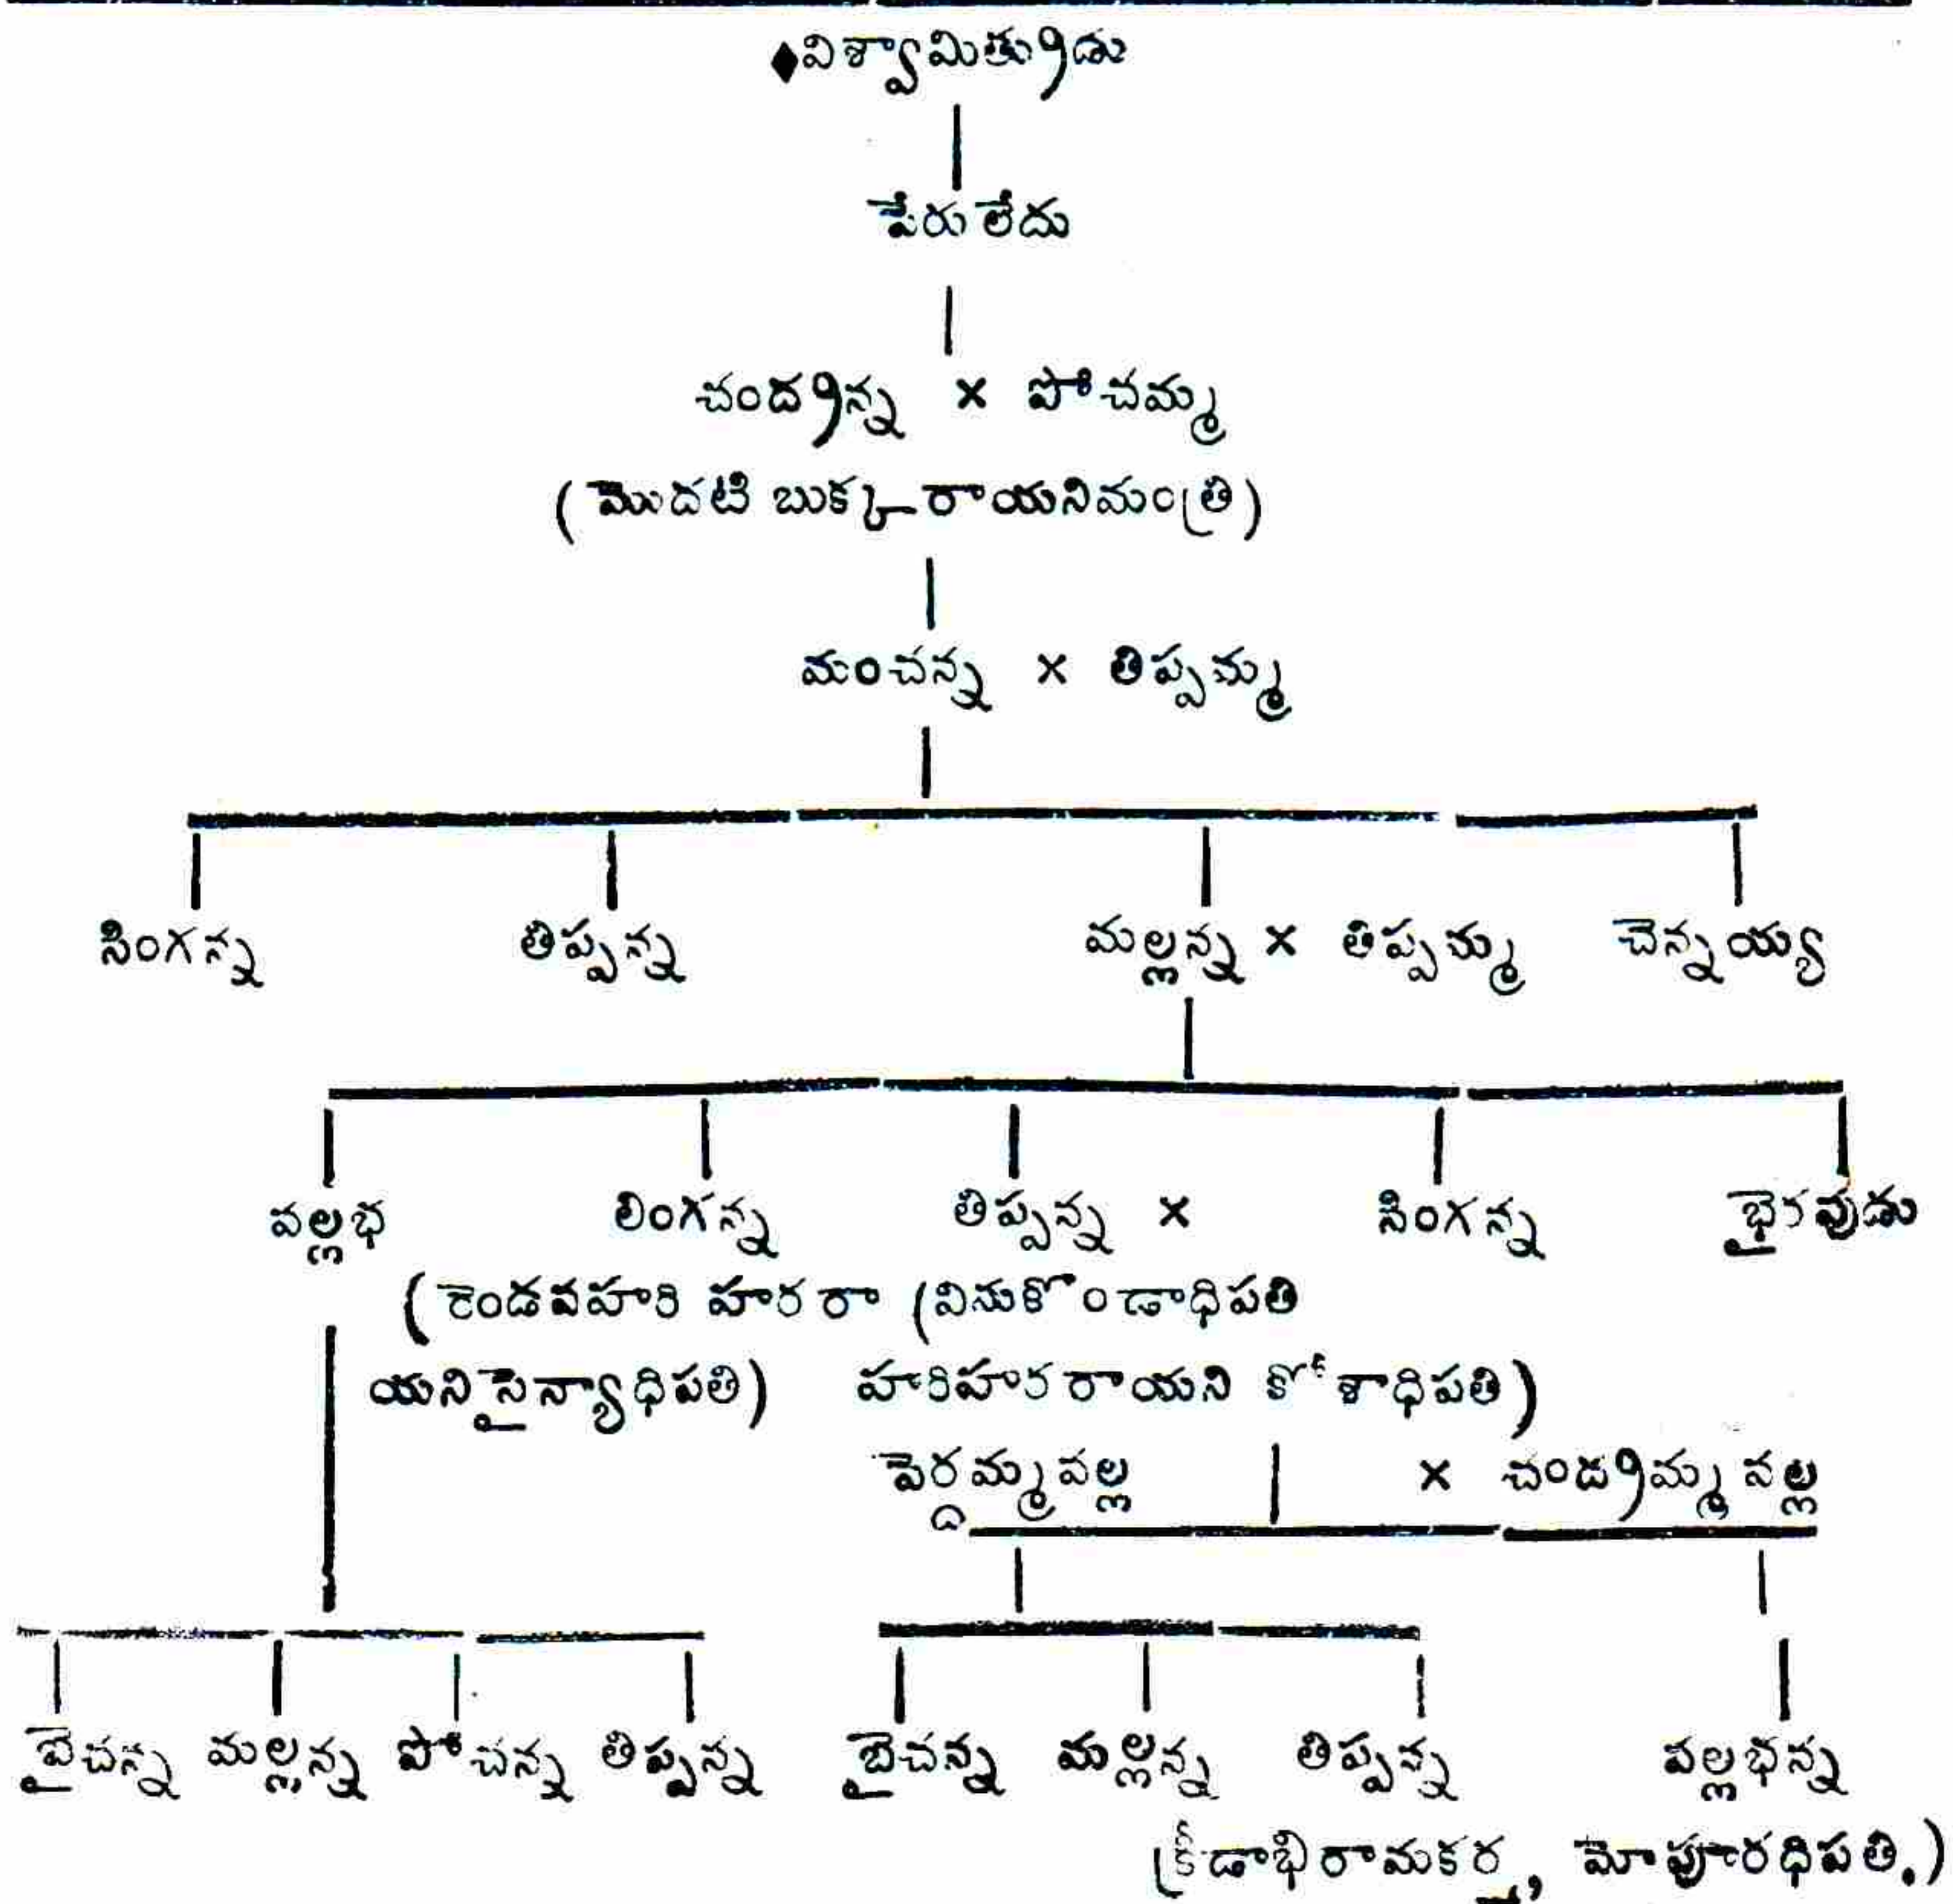 ♦విశ్వామిత్రుడు
పేరు లేదు
చంద్రన్న × పోచమ్మ
(మొదటి బుక్క రాయనిమంత్రి)
మంచన్న × తిప్పమ్మ
సింగన్న తిప్పన్న మల్లన్న × తిప్పమ్మ చెన్నయ్య
వల్లభ లింగన్న తిప్పన్న × సింగన్న భైరవుడు
(రెండవహరి హరరా (వినుకొండాధిపతి
యనిసైన్యాధిపతి) హరిహరరాయని కోశాధిపతి)
పెర్దమ్మవల్ల × చంద్రమ్మ వల్ల
బైచన్న మల్లన్న పోచన్న తిప్పన్న బైచన్న మల్లన్న తిప్పన్న వల్లభన్న
(క్రీడాభిరామకర్త, మోపూరధిపతి.)